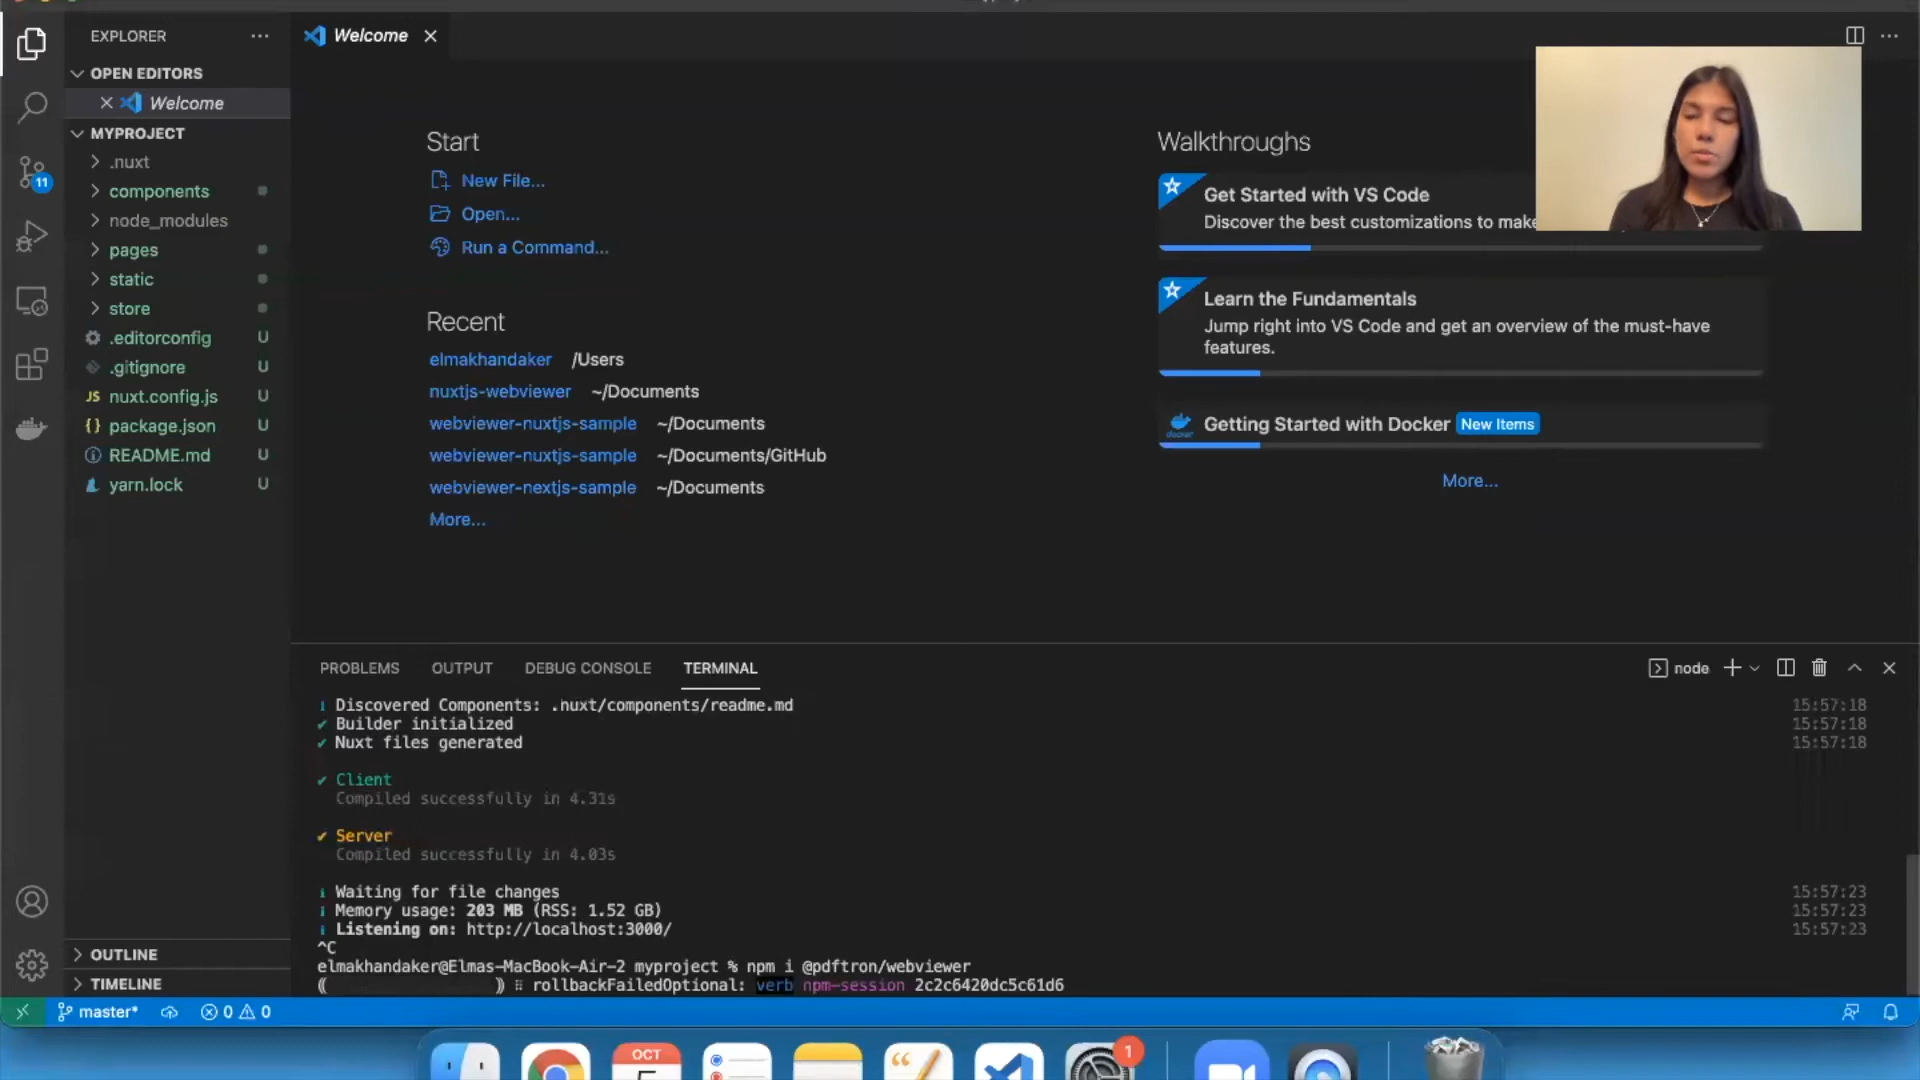 EXPLORER
OPEN EDITORS
Welcome
MYPROJECT
.nuxt
components
node_modules
pages
static
store
.editorconfig U
.gitignore U
JS nuxt.config.js U
{} package.json U
README.md U
yarn.lock U
OUTLINE
TIMELINE
11
Welcome
Start
New File...
Open...
Run a Command...
Recent
elmakhandaker /Users
nuxtjs-webviewer ~/Documents
webviewer-nuxtjs-sample ~/Documents
webviewer-nuxtjs-sample ~/Documents/GitHub
webviewer-nextjs-sample ~/Documents
More...
Walkthroughs
Get Started with VS Code
Discover the best customizations to make
Learn the Fundamentals
Jump right into VS Code and get an overview of the must-have
features.
docker
Getting Started with Docker New Items
More...
PROBLEMS OUTPUT DEBUG CONSOLE TERMINAL
node
ℹ Discovered Components: .nuxt/components/readme.md 15:57:18
✔ Builder initialized 15:57:18
✔ Nuxt files generated 15:57:18
✔ Client
Compiled successfully in 4.31s
✔ Server
Compiled successfully in 4.03s
ℹ Waiting for file changes 15:57:23
ℹ Memory usage: 203 MB (RSS: 1.52 GB) 15:57:23
ℹ Listening on: http://localhost:3000/ 15:57:23
^C
elmakhandaker@Elmas-MacBook-Air-2 myproject % npm i @pdftron/webviewer
⸨ ⸩ ⠿ rollbackFailedOptional: verb npm-session 2c2c6420dc5c61d6
master* 0 0
OCT
1